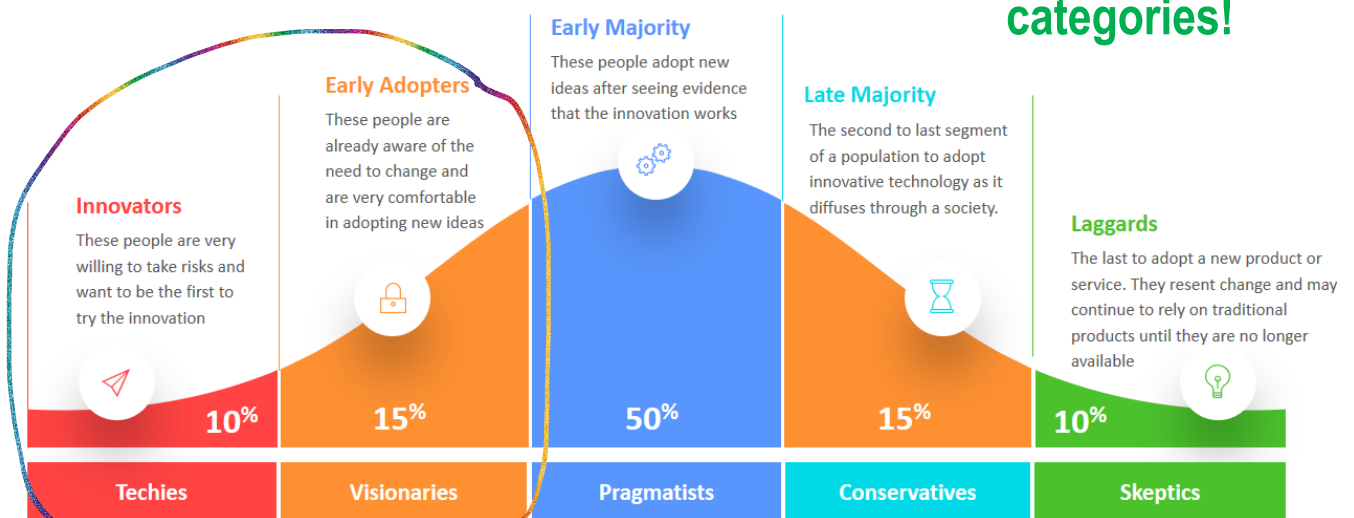 categories!
Early Majority
These people adopt new
ideas after seeing evidence
that the innovation works
Early Adopters
These people are
already aware of the
need to change and
are very comfortable
in adopting new ideas
Late Majority
The second to last segment
of a population to adopt
innovative technology as it
diffuses through a society.
Innovators
These people are very
willing to take risks and
want to be the first to
try the innovation
Laggards
The last to adopt a new product or
service. They resent change and may
continue to rely on traditional
products until they are no longer
available
10% 15% 50% 15% 10%
Techies Visionaries Pragmatists Conservatives Skeptics